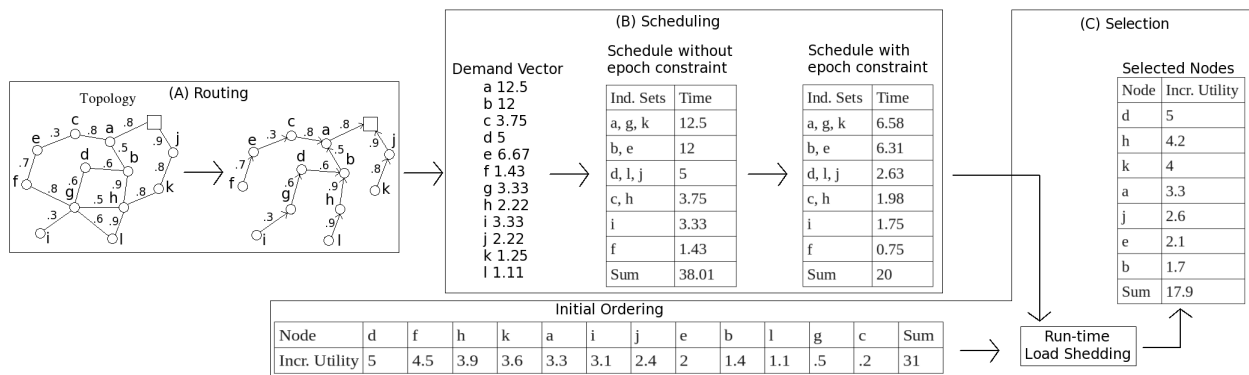 (A) Routing
Topology
c
a
e
d
b
j
f
g
h
k
i
l
.3
.8
.8
.7
.5
.9
.6
.8
.6
.9
.8
.5
.8
.3
.6
.9
c
a
e
d
b
j
f
g
h
k
i
l
.3
.8
.8
.7
.5
.9
.6
.8
.6
.9
.3
.9
(B) Scheduling
Demand Vector
a 12.5
b 12
c 3.75
d 5
e 6.67
f 1.43
g 3.33
h 2.22
i 3.33
j 2.22
k 1.25
l 1.11
Schedule without
epoch constraint
Ind. Sets Time
a, g, k 12.5
b, e 12
d, l, j 5
c, h 3.75
i 3.33
f 1.43
Sum 38.01
Schedule with
epoch constraint
Ind. Sets Time
a, g, k 6.58
b, e 6.31
d, l, j 2.63
c, h 1.98
i 1.75
f 0.75
Sum 20
(C) Selection
Selected Nodes
Node Incr. Utility
d 5
h 4.2
k 4
a 3.3
j 2.6
e 2.1
b 1.7
Sum 17.9
Initial Ordering
Node d f h k a i j e b l g c Sum
Incr. Utility 5 4.5 3.9 3.6 3.3 3.1 2.4 2 1.4 1.1 .5 .2 31
Run-time
Load Shedding